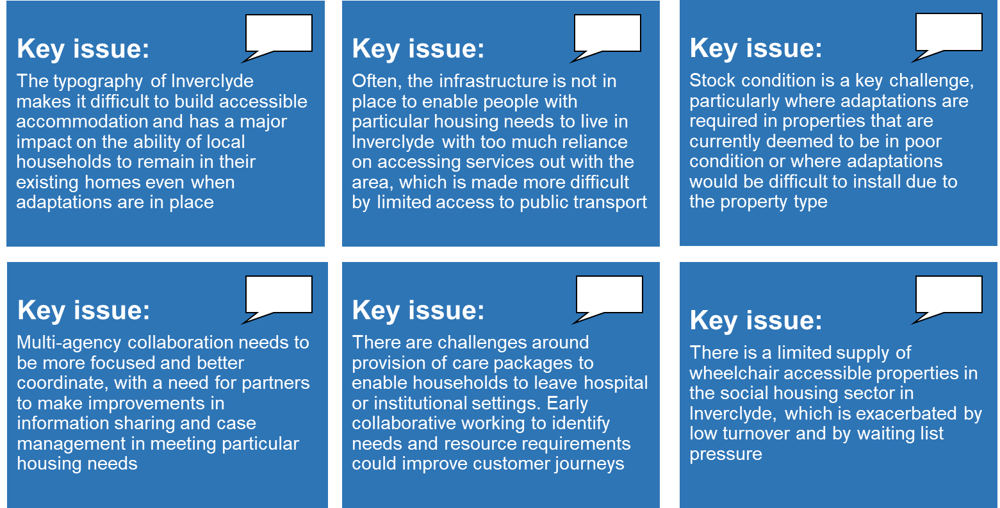 Key issue:
The typography of Inverclyde
makes it difficult to build accessible
accommodation and has a major
impact on the ability of local
households to remain in their
existing homes even when
adaptations are in place
Key issue:
Often, the infrastructure is not in
place to enable people with
particular housing needs to live in
Inverclyde with too much reliance
on accessing services out with the
area, which is made more difficult
by limited access to public transport
Key issue:
Stock condition is a key challenge,
particularly where adaptations are
required in properties that are
currently deemed to be in poor
condition or where adaptations
would be difficult to install due to
the property type
Key issue:
Multi-agency collaboration needs to
be more focused and better
coordinate, with a need for partners
to make improvements in
information sharing and case
management in meeting particular
housing needs
Key issue:
There are challenges around
provision of care packages to
enable households to leave hospital
or institutional settings. Early
collaborative working to identify
needs and resource requirements
could improve customer journeys
Key issue:
There is a limited supply of
wheelchair accessible properties in
the social housing sector in
Inverclyde, which is exacerbated by
low turnover and by waiting list
pressure